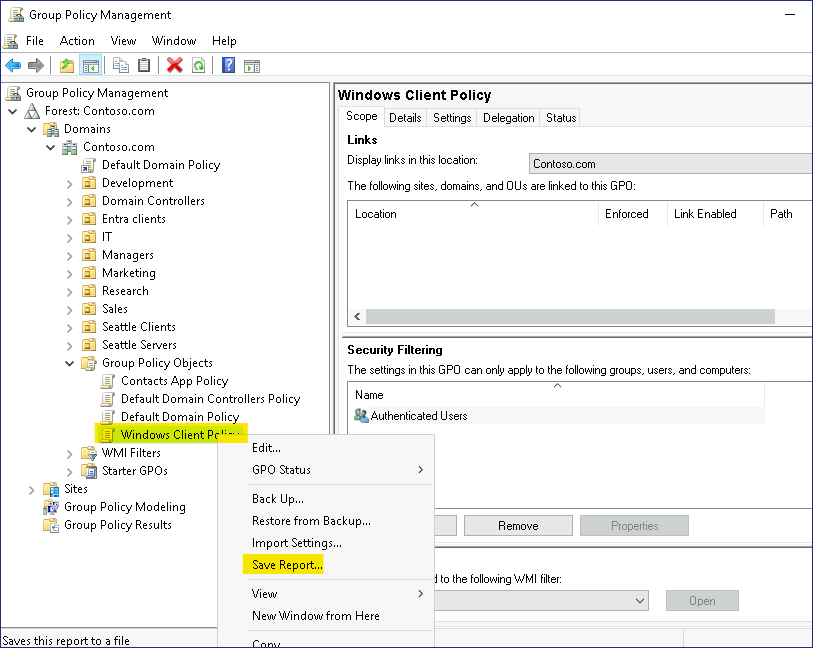 Group Policy Management
File Action View Window Help
Group Policy Management
Forest: Contoso.com
Domains
Contoso.com
Default Domain Policy
Development
Domain Controllers
Entra clients
IT
Managers
Marketing
Research
Sales
Seattle Clients
Seattle Servers
Group Policy Objects
Contacts App Policy
Default Domain Controllers Policy
Default Domain Policy
Windows Client Policy
WMI Filters
Starter GPOs
Sites
Group Policy Modeling
Group Policy Results
Windows Client Policy
Scope Details Settings Delegation Status
Links
Display links in this location: Contoso.com
The following sites, domains, and OUs are linked to this GPO:
Location Enforced Link Enabled Path
Security Filtering
The settings in this GPO can only apply to the following groups, users, and computers:
Name
Authenticated Users
Remove Properties
to the following WMI filter:
Open
Edit...
GPO Status
Back Up...
Restore from Backup...
Import Settings...
Save Report...
View
New Window from Here
Copy
Saves this report to a file